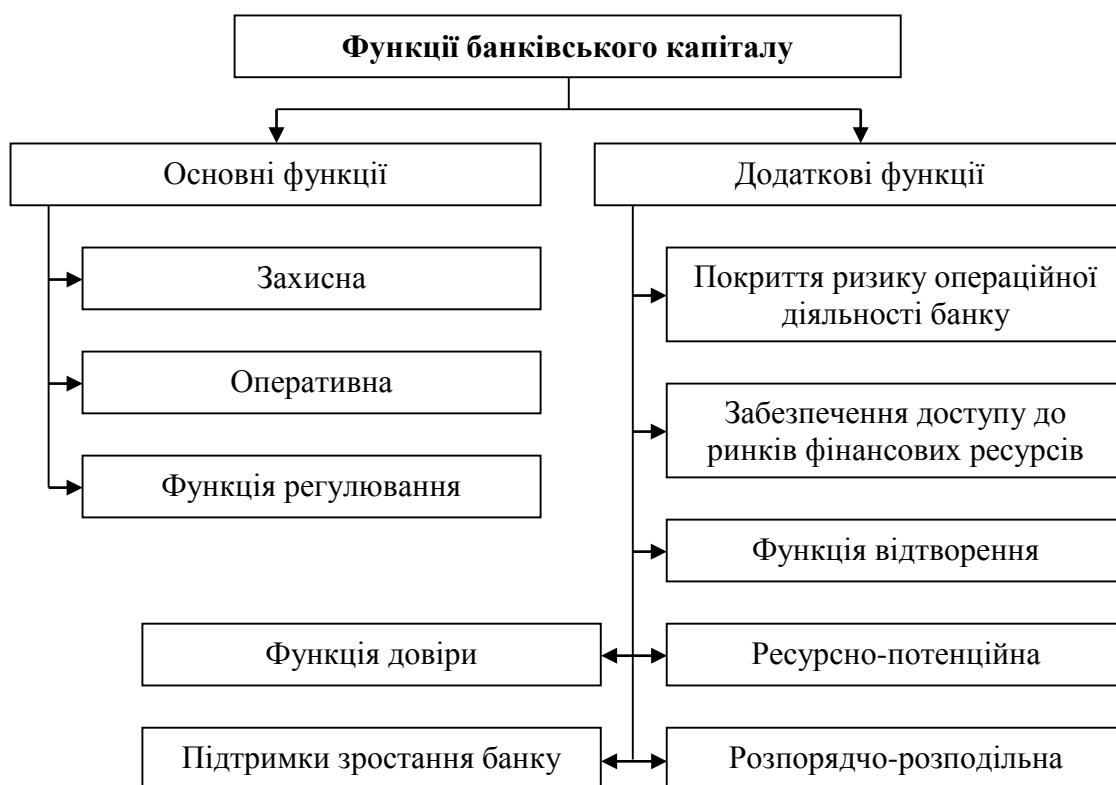 Функції банківського капіталу
Основні функції
Додаткові функції
Захисна
Покриття ризику операційної
діяльності банку
Оперативна
Забезпечення доступу до
ринків фінансових ресурсів
Функція регулювання
Функція відтворення
Функція довіри
Ресурсно-потенційна
Підтримки зростання банку
Розпорядчо-розподільна